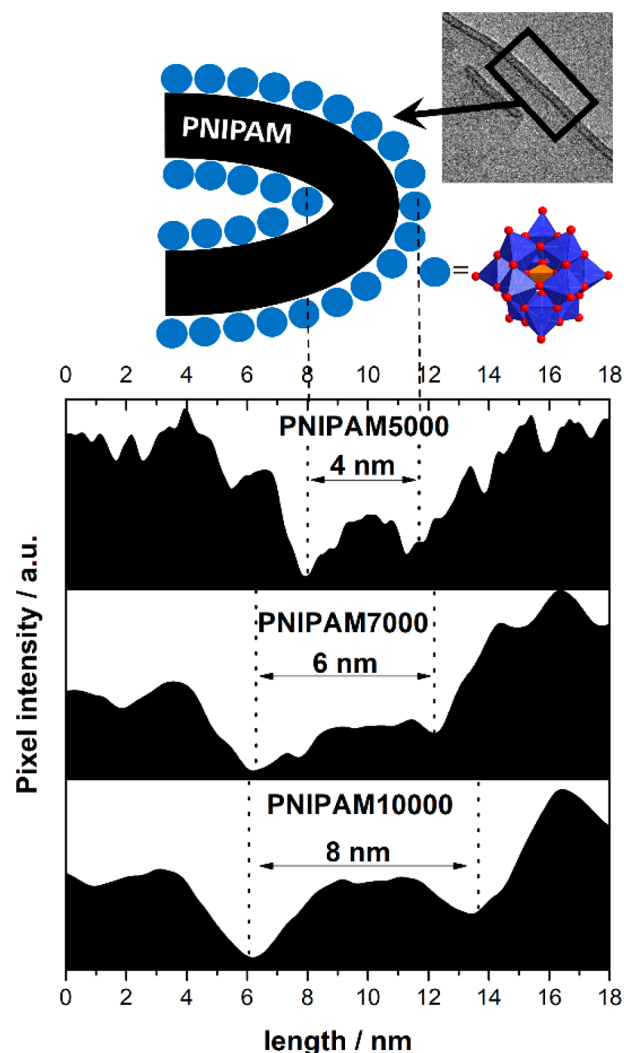 PNIPAM
=
0 2 4 6 8 10 12 14 16 18
PNIPAM5000
4 nm
PNIPAM7000
6 nm
PNIPAM10000
8 nm
Pixel intensity / a.u.
0 2 4 6 8 10 12 14 16 18
length / nm